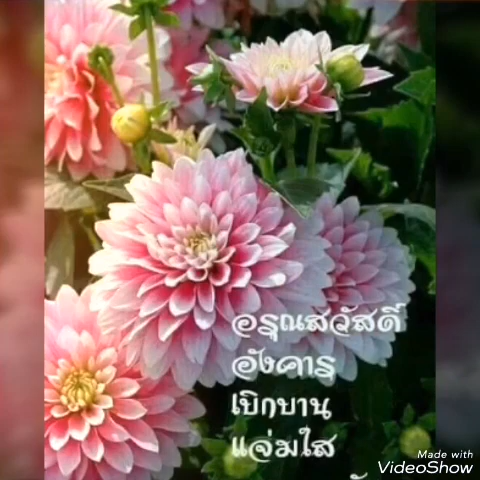 อรุณสวัสดิ์
อังคาร
เบิกบาน
แจ่มใส
Made with
VideoShow